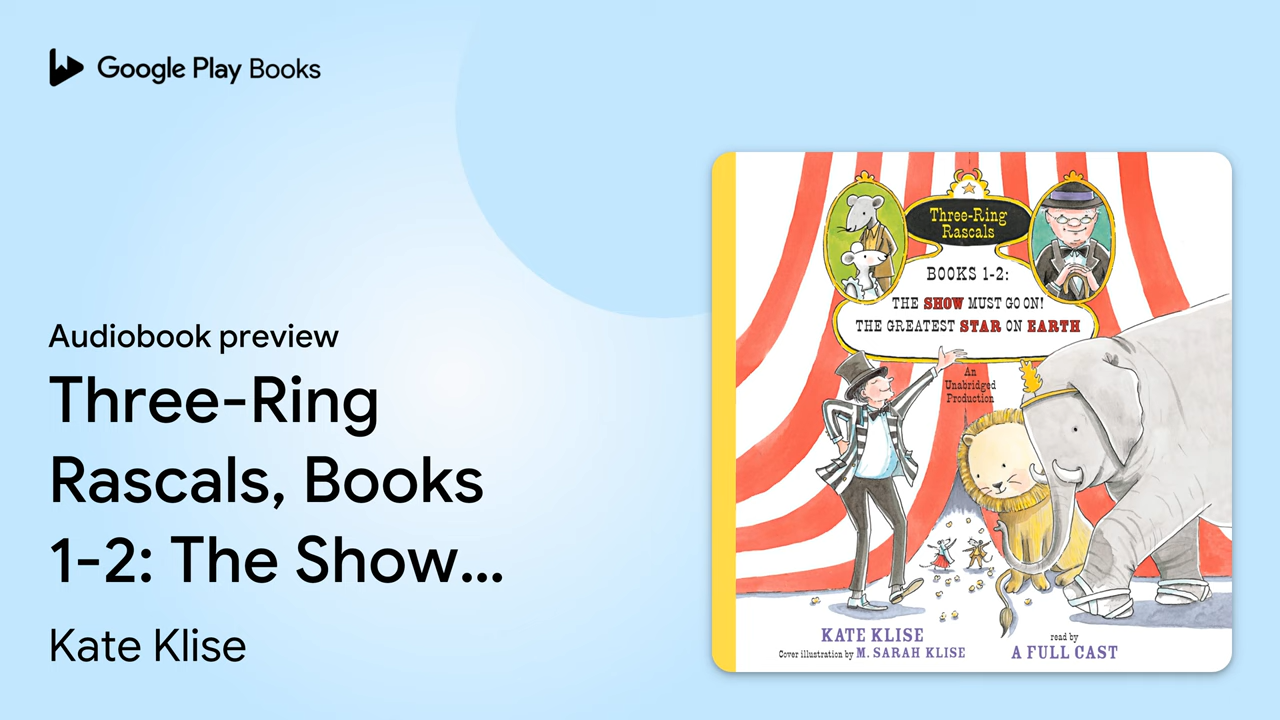 Google Play Books
Audiobook preview
Three-Ring
Rascals, Books
1-2: The Show...
Kate Klise
Three-Ring
Rascals
BOOKS 1-2:
THE SHOW MUST GO ON!
THE GREATEST STAR ON EARTH
An
Unabridged
Production
KATE KLISE
Cover illustration by M. SARAH KLISE
read by
A FULL CAST